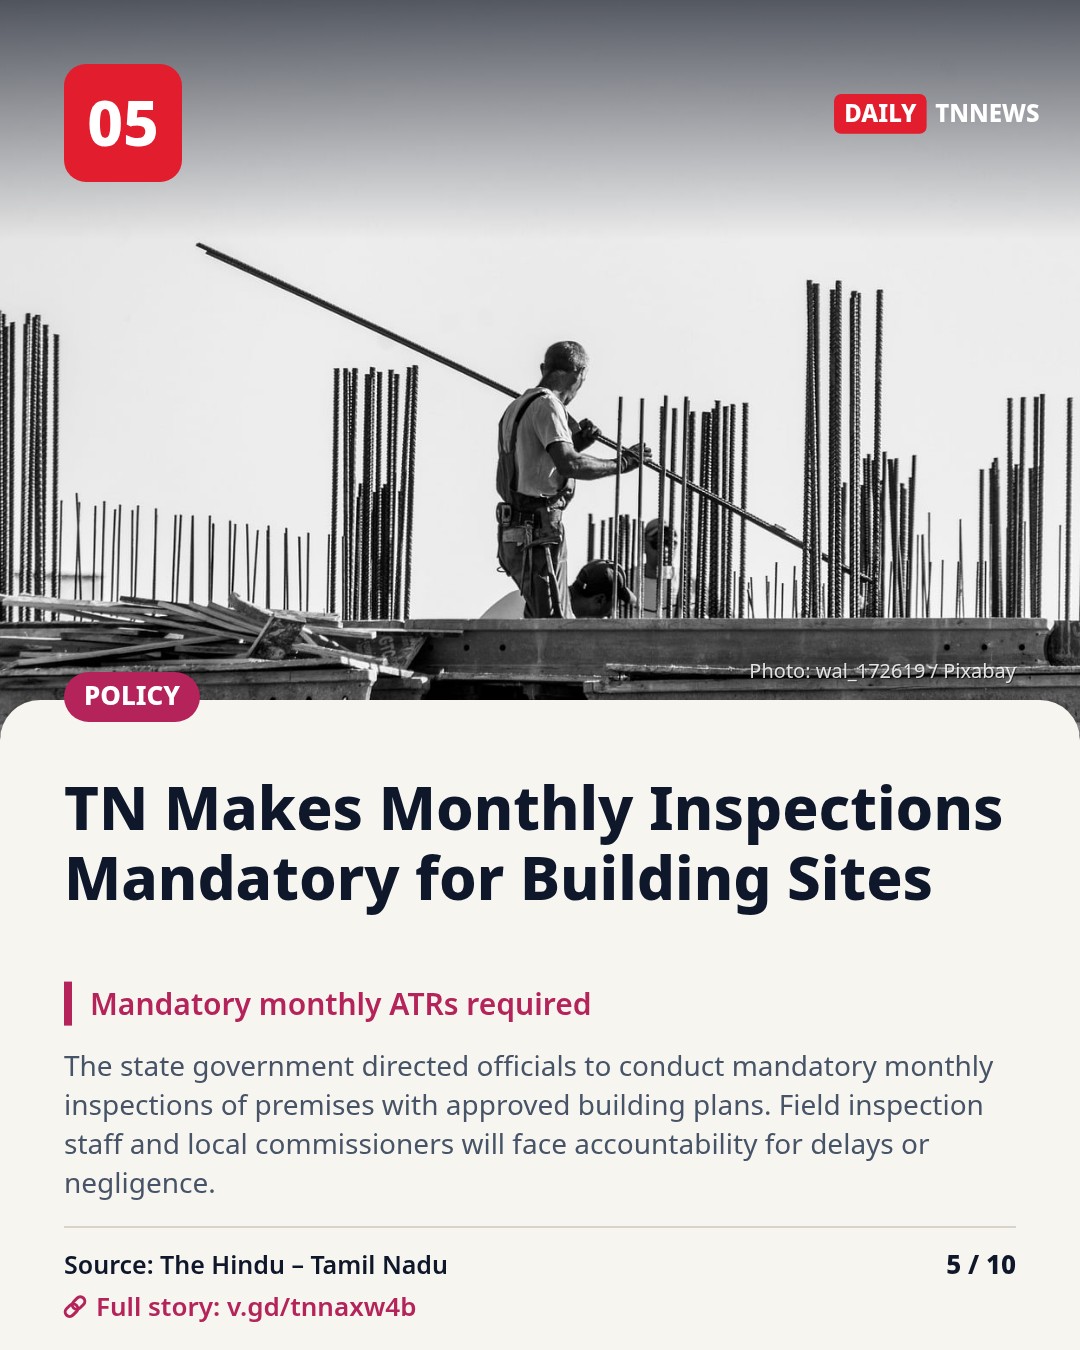 05
DAILY TNNEWS
Photo: wal_172619 / Pixabay
POLICY
TN Makes Monthly Inspections
Mandatory for Building Sites
Mandatory monthly ATRs required
The state government directed officials to conduct mandatory monthly
inspections of premises with approved building plans. Field inspection
staff and local commissioners will face accountability for delays or
negligence.
Source: The Hindu – Tamil Nadu
5 / 10
Full story: v.gd/tnnaxw4b